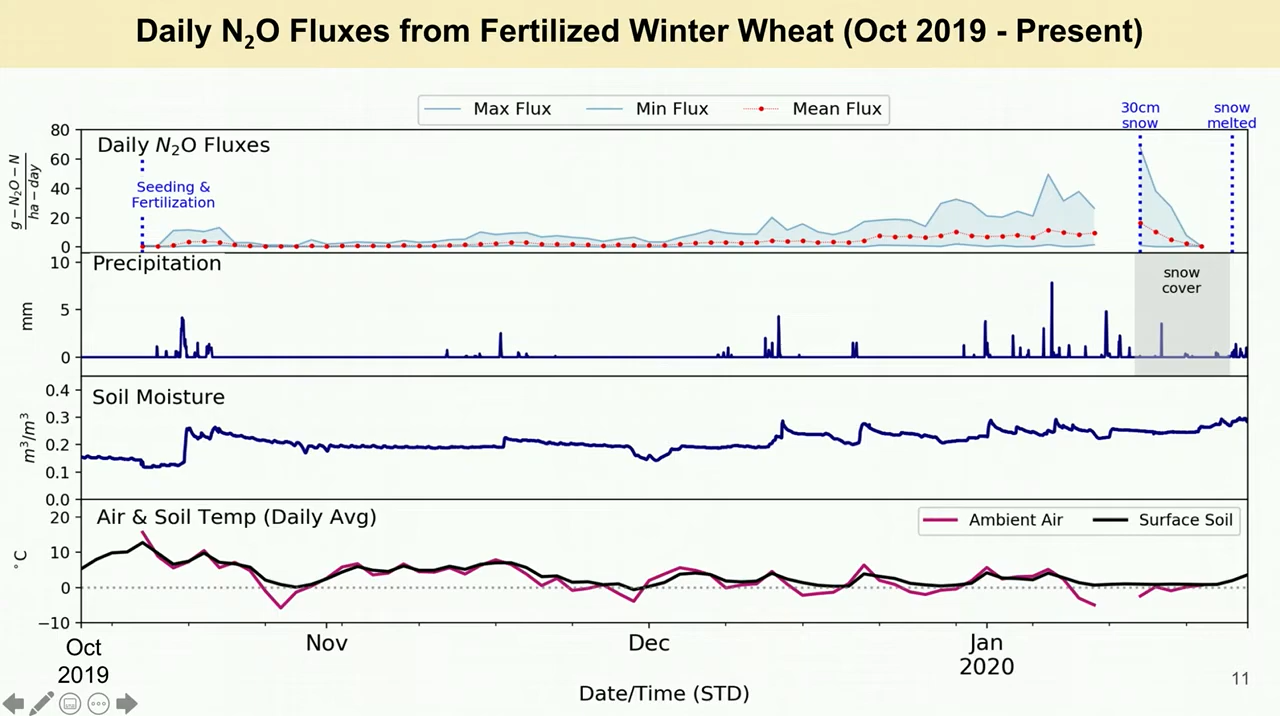 Daily N₂O Fluxes from Fertilized Winter Wheat (Oct 2019 - Present)
Max Flux Min Flux Mean Flux
30cm snow
snow melted
80
60
40
20
0
g – N₂O – N
ha – day
Daily N₂O Fluxes
Seeding &
Fertilization
10
5
0
mm
Precipitation
snow
cover
0.4
0.3
0.2
0.1
0.0
m³/m³
Soil Moisture
20
10
0
−10
°C
Air & Soil Temp (Daily Avg)
Ambient Air Surface Soil
Oct
2019
Nov
Dec
Jan
2020
Date/Time (STD)
11